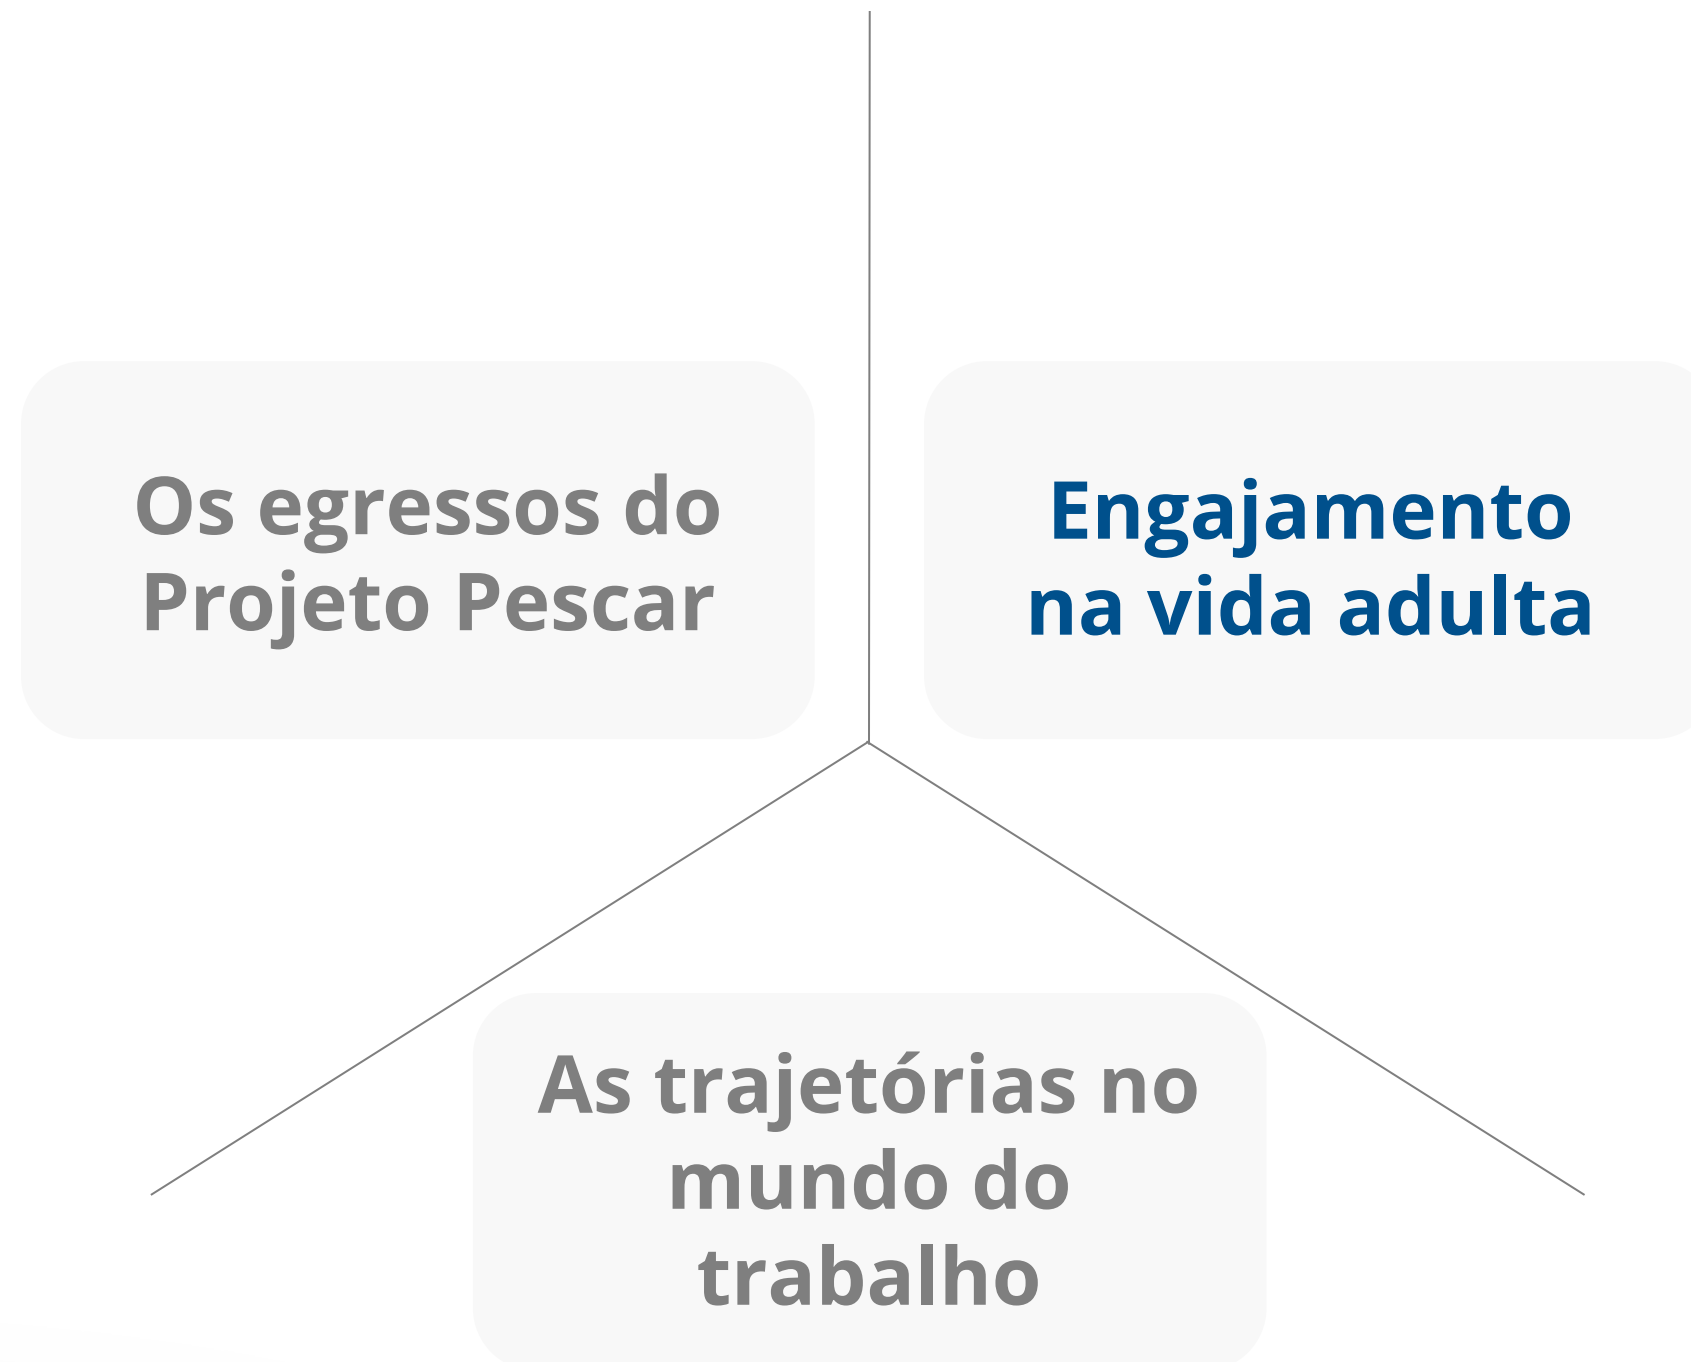 Os egressos do
Projeto Pescar
Engajamento
na vida adulta
As trajetórias no
mundo do
trabalho